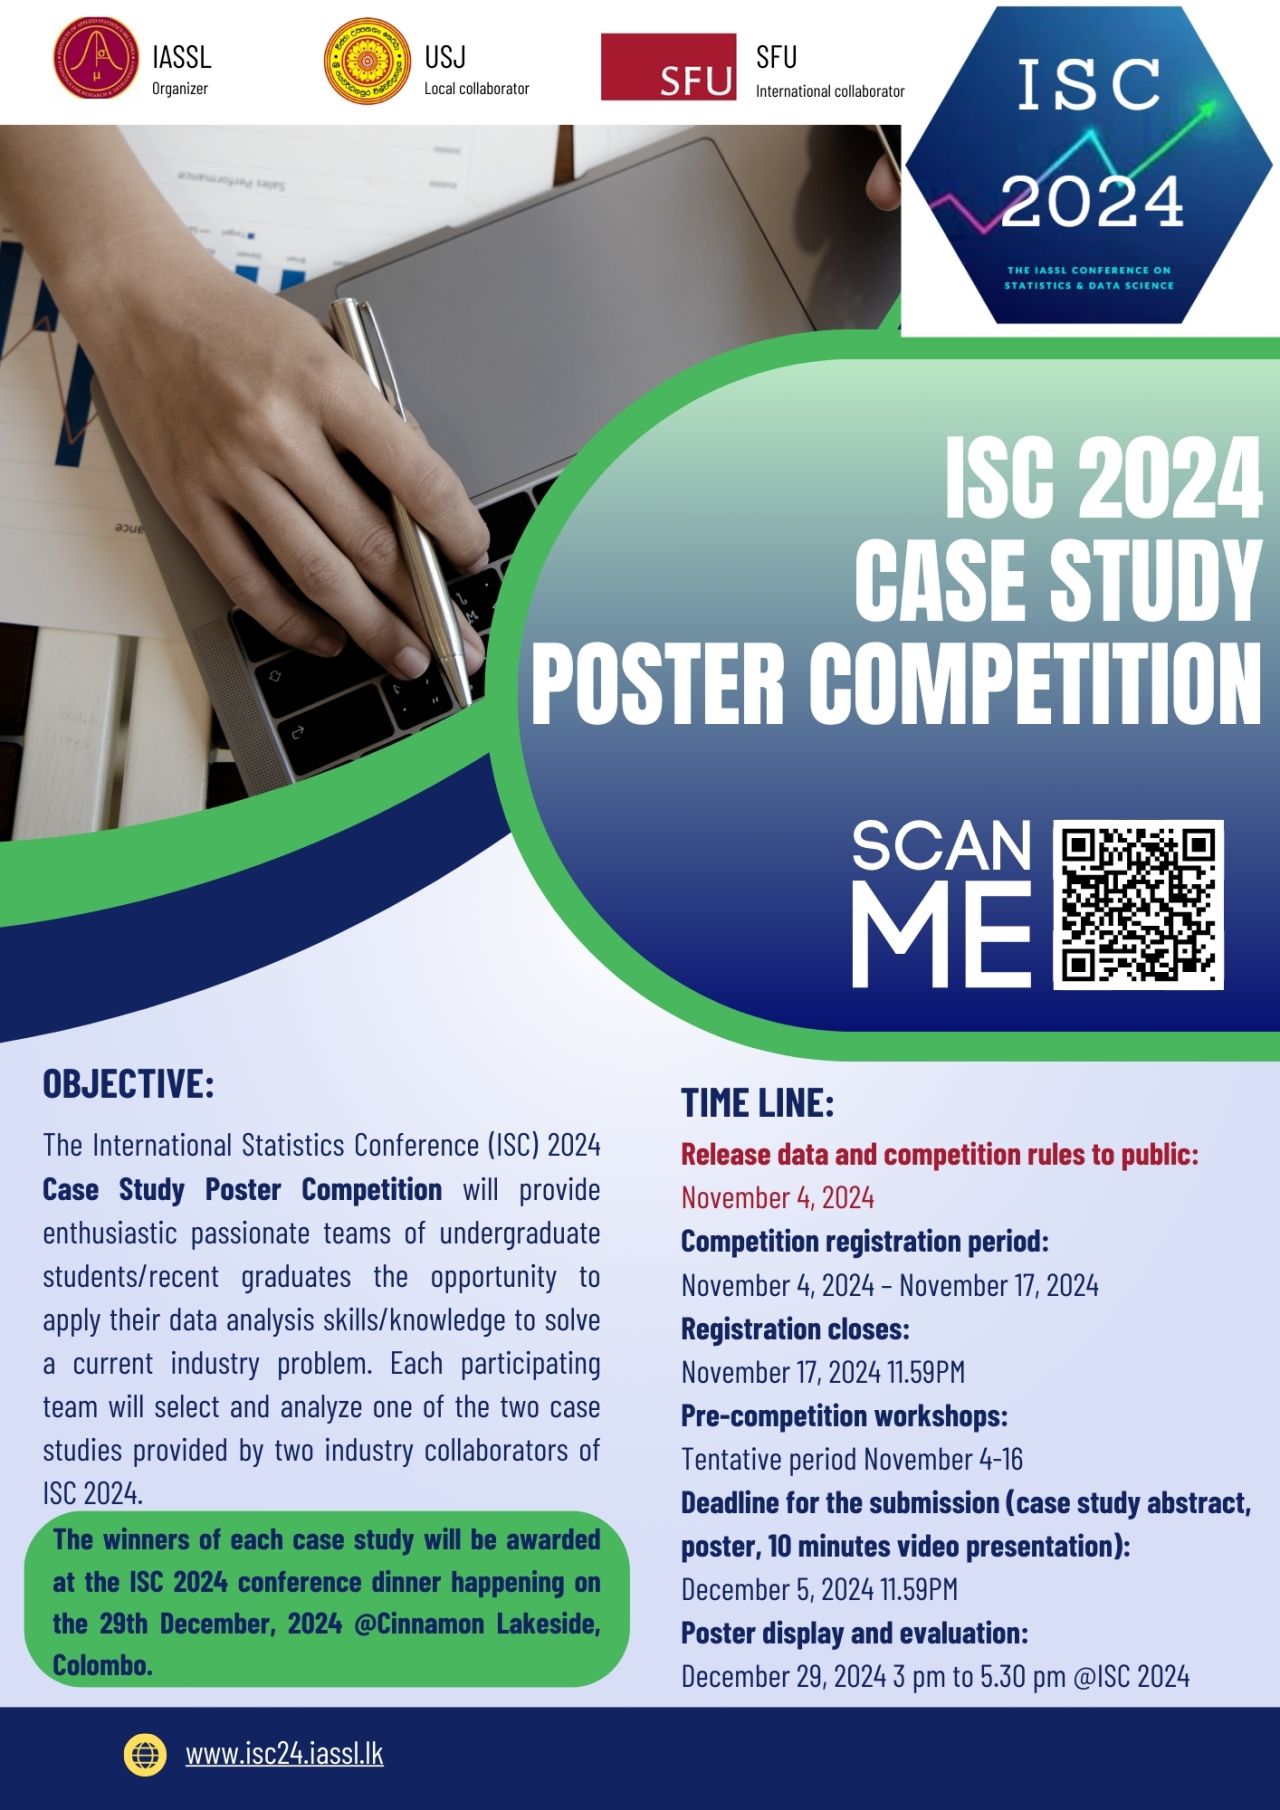 IASSL
Organizer
USJ
Local collaborator
SFU
SFU
International collaborator
ISC
2024
THE IASSL CONFERENCE ON
STATISTICS & DATA SCIENCE
Sales Performance
ISC 2024
CASE STUDY
POSTER COMPETITION
SCAN
ME
OBJECTIVE:
The International Statistics Conference (ISC) 2024
Case Study Poster Competition will provide
enthusiastic passionate teams of undergraduate
students/recent graduates the opportunity to
apply their data analysis skills/knowledge to solve
a current industry problem. Each participating
team will select and analyze one of the two case
studies provided by two industry collaborators of
ISC 2024.
The winners of each case study will be awarded
at the ISC 2024 conference dinner happening on
the 29th December, 2024 @Cinnamon Lakeside,
Colombo.
TIME LINE:
Release data and competition rules to public:
November 4, 2024
Competition registration period:
November 4, 2024 – November 17, 2024
Registration closes:
November 17, 2024 11.59PM
Pre-competition workshops:
Tentative period November 4-16
Deadline for the submission (case study abstract,
poster, 10 minutes video presentation):
December 5, 2024 11.59PM
Poster display and evaluation:
December 29, 2024 3 pm to 5.30 pm @ISC 2024
www.isc24.iassl.lk